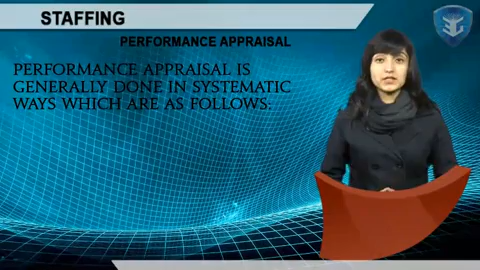 STAFFING
PERFORMANCE APPRAISAL
PERFORMANCE APPRAISAL IS
GENERALLY DONE IN SYSTEMATIC
WAYS WHICH ARE AS FOLLOWS: